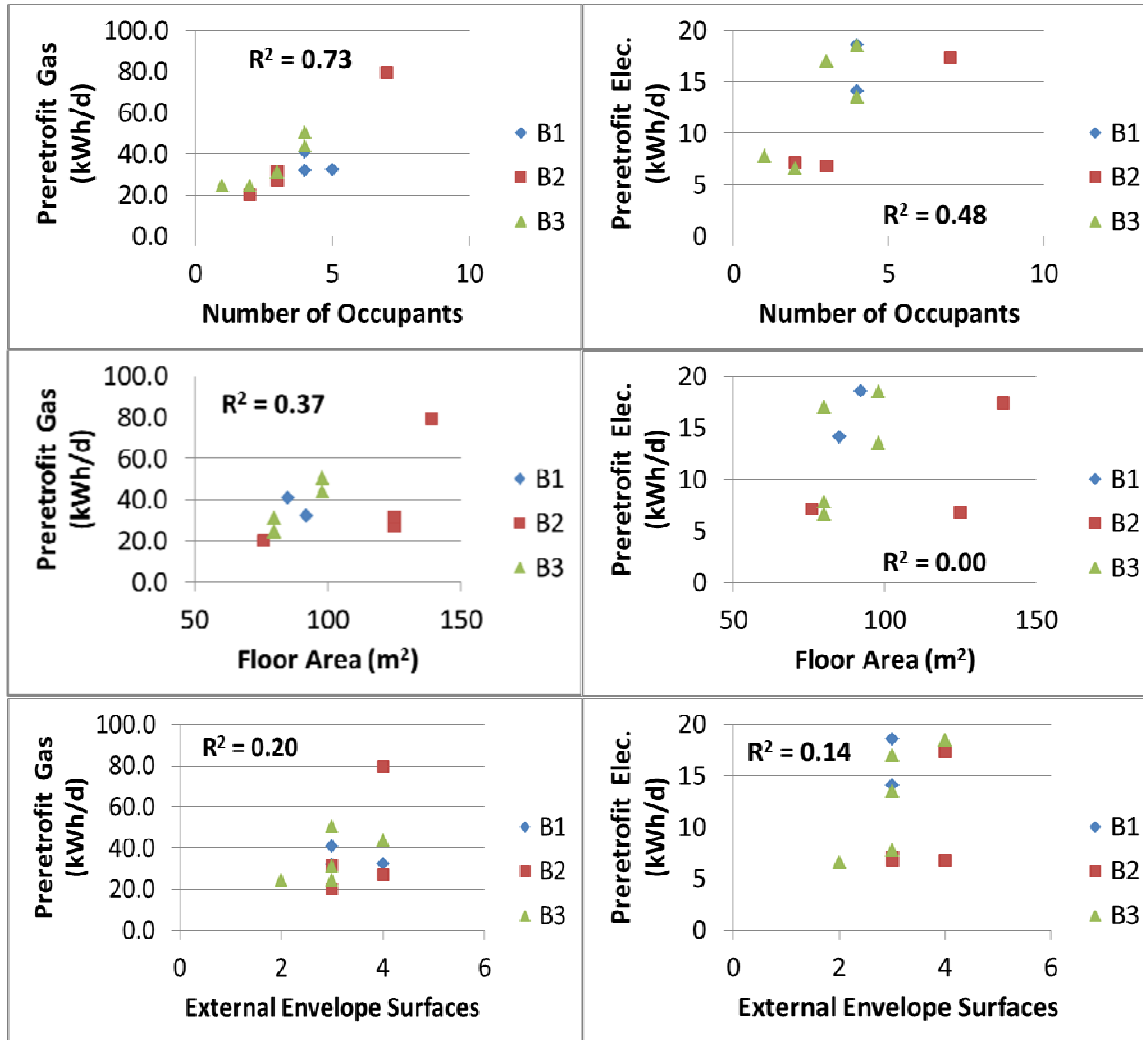 Preretrofit Gas
(kWh/d)
100.0
80.0
60.0
40.0
20.0
0.0
R² = 0.73
0 5 10
Number of Occupants
B1
B2
B3
Preretrofit Elec.
(kWh/d)
20
15
10
5
0
R² = 0.48
0 5 10
Number of Occupants
B1
B2
B3
Preretrofit Gas
(kWh/d)
100.0
80.0
60.0
40.0
20.0
0.0
R² = 0.37
50 100 150
Floor Area (m²)
B1
B2
B3
Preretrofit Elec.
(kWh/d)
20
15
10
5
0
R² = 0.00
50 100 150
Floor Area (m²)
B1
B2
B3
Preretrofit Gas
(kWh/d)
100.0
80.0
60.0
40.0
20.0
0.0
R² = 0.20
0 2 4 6
External Envelope Surfaces
B1
B2
B3
Preretrofit Elec.
(kWh/d)
20
15
10
5
0
R² = 0.14
0 2 4 6
External Envelope Surfaces
B1
B2
B3